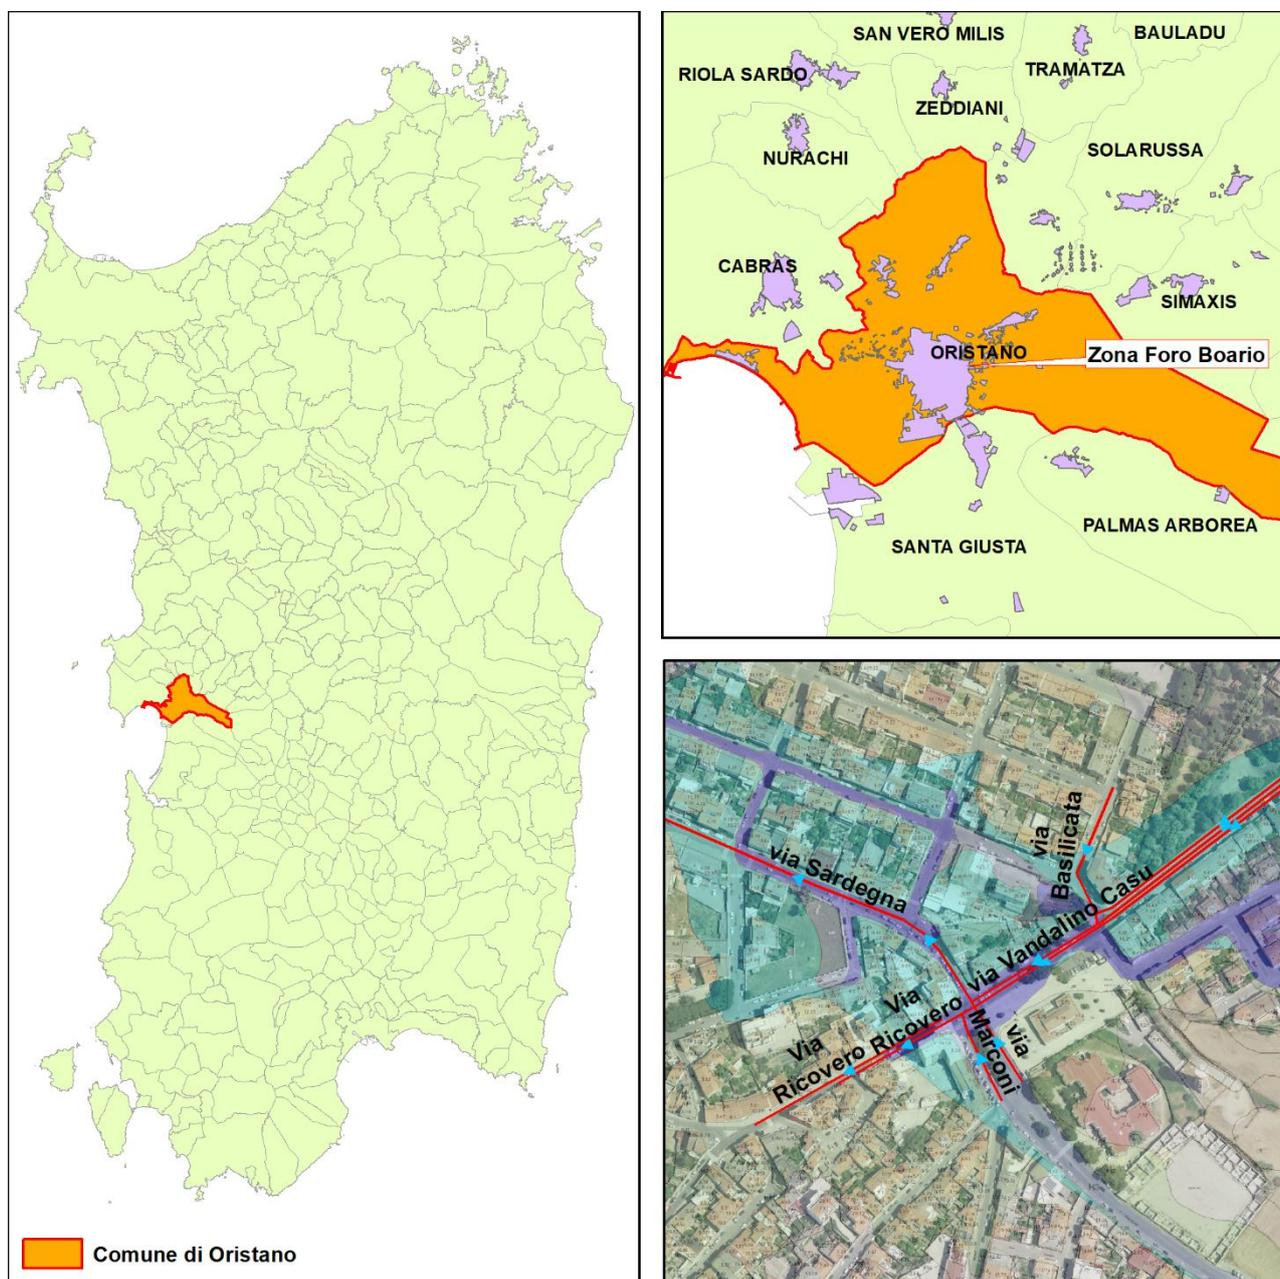 Comune di Oristano
SAN VERO MILIS
BAULADU
RIOLA SARDO
TRAMATZA
ZEDDIANI
NURACHI
SOLARUSSA
CABRAS
SIMAXIS
ORISTANO
Zona Foro Boario
PALMAS ARBOREA
SANTA GIUSTA
via
Basilicata
via Sardegna
via Vandalino Casu
Via
Ricovero
Via
Ricovero
via
Marconi